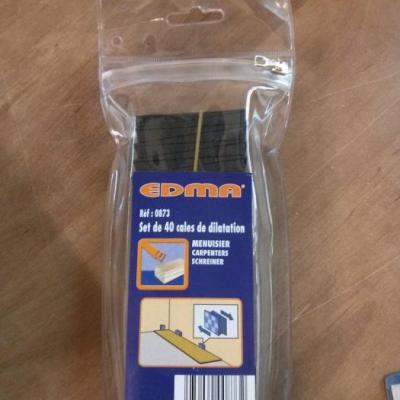 EDMA
Réf : 0873
Set de 40 cales de dilatation
MENUISIER
CARPENTERS
SCHREINER